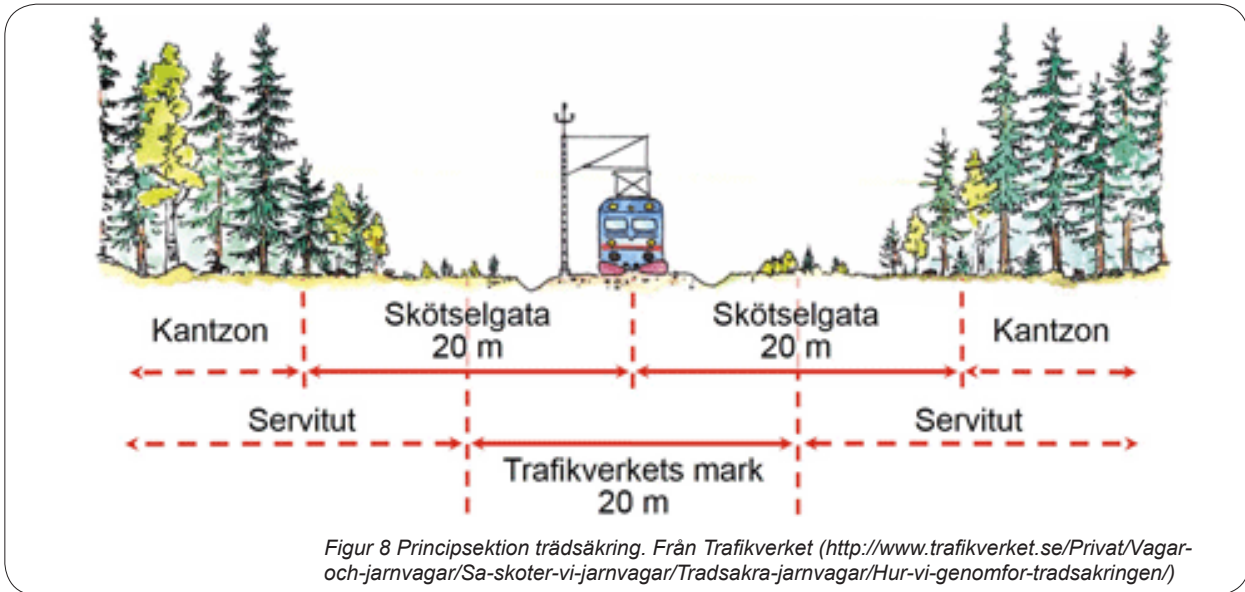 Kantzon
Skötselgata
20 m
Skötselgata
20 m
Kantzon
Servitut
Servitut
Trafikverkets mark
20 m
Figur 8 Principsektion trädsäkring. Från Trafikverket (http://www.trafikverket.se/Privat/Vagar-
och-jarnvagar/Sa-skoter-vi-jarnvagar/Tradsakra-jarnvagar/Hur-vi-genomfor-tradsakringen/)